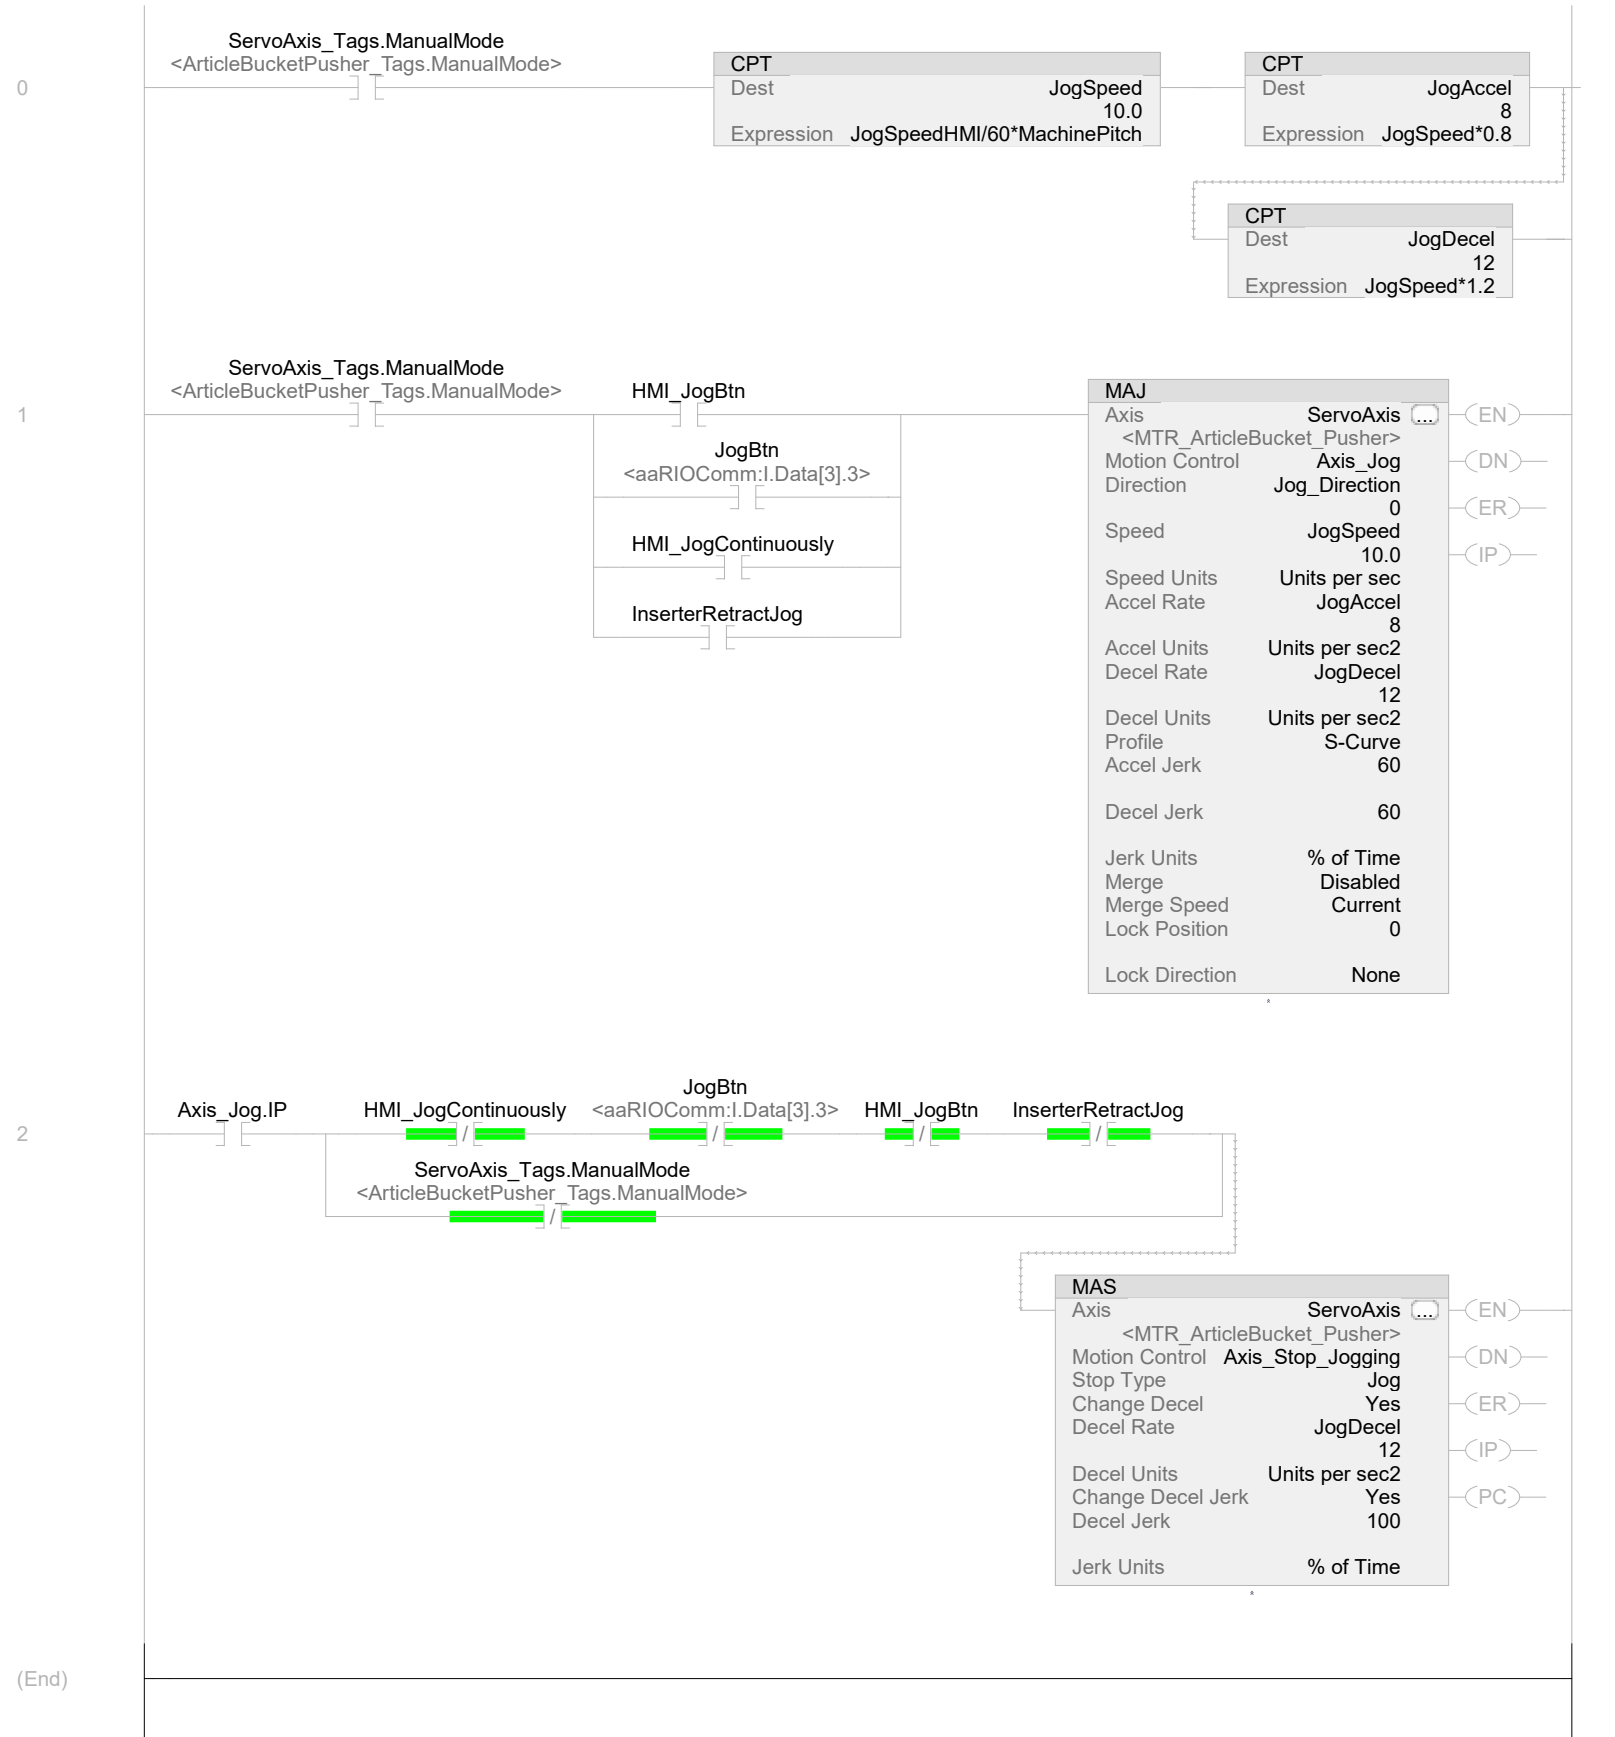 0
ServoAxis_Tags.ManualMode
<ArticleBucketPusher_Tags.ManualMode>
CPT
Dest JogSpeed
10.0
Expression JogSpeedHMI/60*MachinePitch
CPT
Dest JogAccel
8
Expression JogSpeed*0.8
CPT
Dest JogDecel
12
Expression JogSpeed*1.2
1
ServoAxis_Tags.ManualMode
<ArticleBucketPusher_Tags.ManualMode>
HMI_JogBtn
JogBtn
<aaRIOComm:I.Data[3].3>
HMI_JogContinuously
InserterRetractJog
MAJ
Axis ServoAxis ...
<MTR_ArticleBucket_Pusher>
Motion Control Axis_Jog
Direction Jog_Direction
0
Speed JogSpeed
10.0
Speed Units Units per sec
Accel Rate JogAccel
8
Accel Units Units per sec2
Decel Rate JogDecel
12
Decel Units Units per sec2
Profile S-Curve
Accel Jerk 60
Decel Jerk 60
Jerk Units % of Time
Merge Disabled
Merge Speed Current
Lock Position 0
Lock Direction None
EN
DN
ER
IP
2
Axis_Jog.IP
HMI_JogContinuously
JogBtn
<aaRIOComm:I.Data[3].3>
HMI_JogBtn
InserterRetractJog
ServoAxis_Tags.ManualMode
<ArticleBucketPusher_Tags.ManualMode>
MAS
Axis ServoAxis ...
<MTR_ArticleBucket_Pusher>
Motion Control Axis_Stop_Jogging
Stop Type Jog
Change Decel Yes
Decel Rate JogDecel
12
Decel Units Units per sec2
Change Decel Jerk Yes
Decel Jerk 100
Jerk Units % of Time
EN
DN
ER
IP
PC
(End)